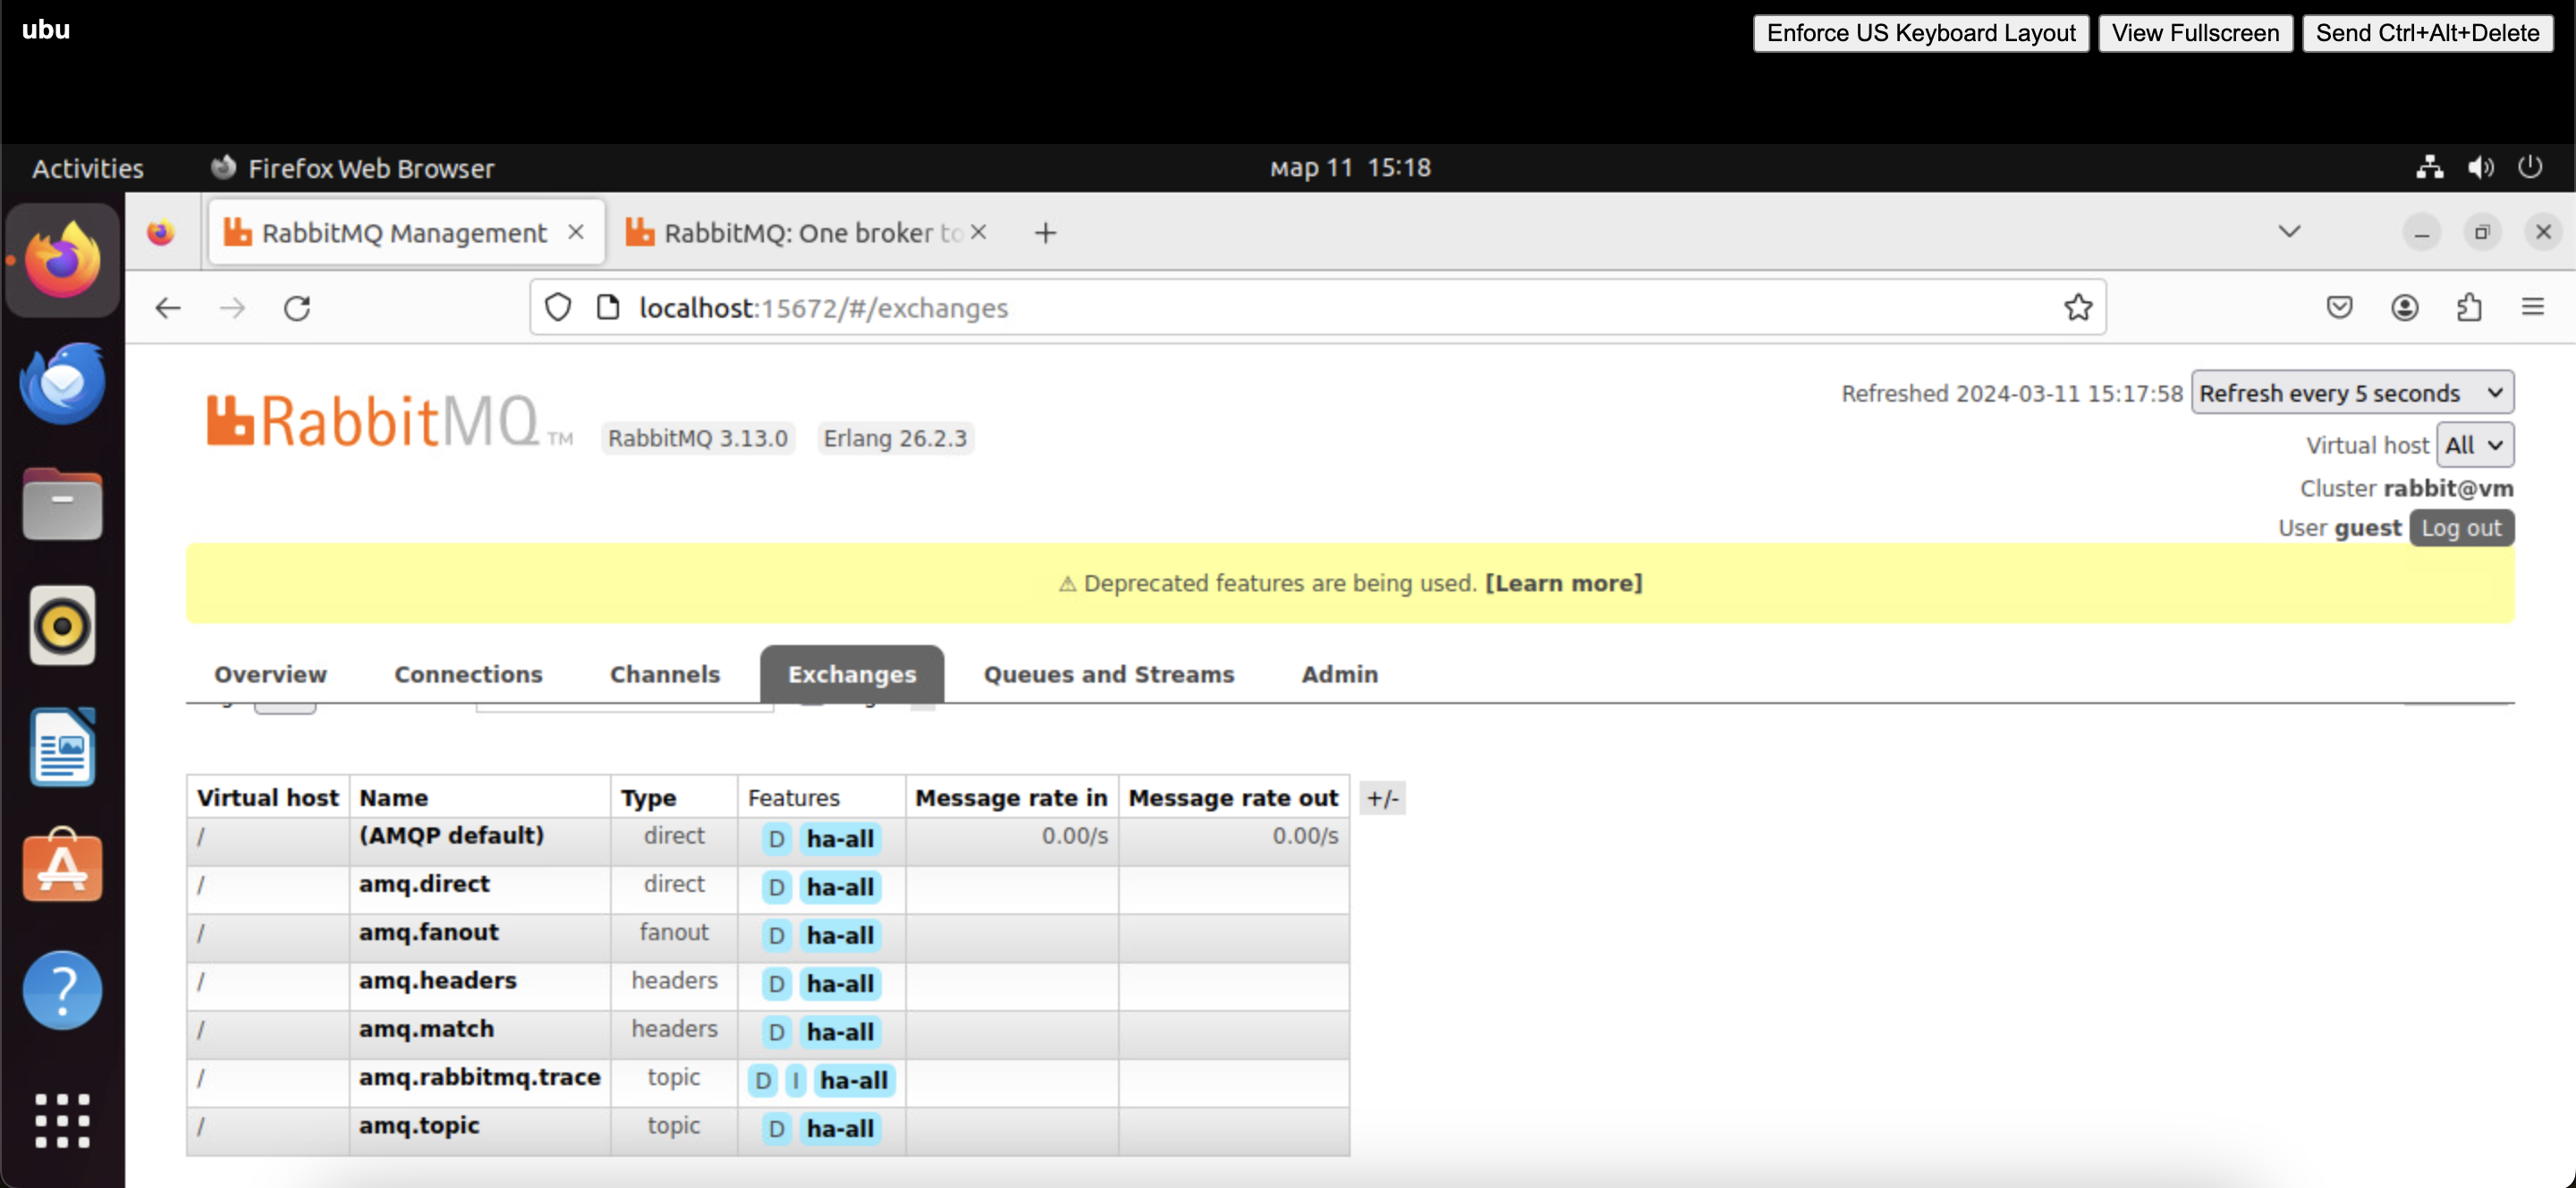 ubu
Enforce US Keyboard Layout View Fullscreen Send Ctrl+Alt+Delete
Activities Firefox Web Browser мар 11 15:18
RabbitMQ Management RabbitMQ: One broker to
localhost:15672/#/exchanges
Refreshed 2024-03-11 15:17:58 Refresh every 5 seconds
RabbitMQ TM RabbitMQ 3.13.0 Erlang 26.2.3
Virtual host All
Cluster rabbit@vm
User guest Log out
⚠ Deprecated features are being used. [Learn more]
Overview Connections Channels Exchanges Queues and Streams Admin
Virtual host Name Type Features Message rate in Message rate out +/-
/ (AMQP default) direct D ha-all 0.00/s 0.00/s
/ amq.direct direct D ha-all
/ amq.fanout fanout D ha-all
/ amq.headers headers D ha-all
/ amq.match headers D ha-all
/ amq.rabbitmq.trace topic D I ha-all
/ amq.topic topic D ha-all